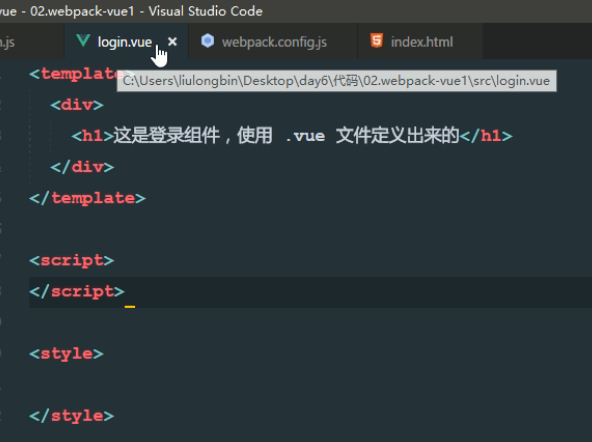 vue - 02.webpack-vue1 - Visual Studio Code
n.js login.vue × webpack.config.js index.html
<template>
C:\Users\liulongbin\Desktop\day6\代码\02.webpack-vue1\src\login.vue
<div>
<h1>这是登录组件，使用 .vue 文件定义出来的</h1>
</div>
</template>
<script>
</script>
<style>
</style>